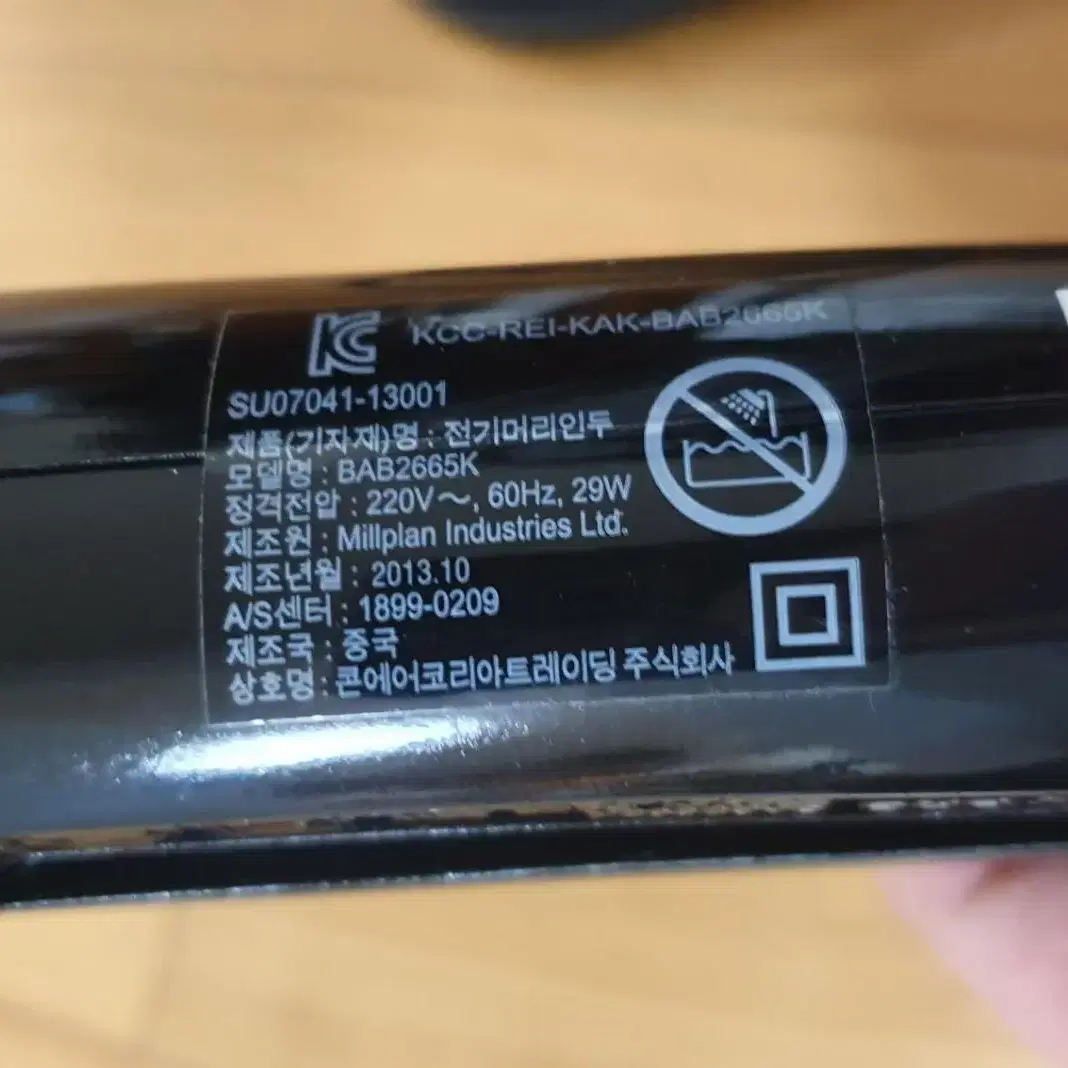 KC KCC-REI-KAK-BAB2665K
SU07041-13001
제품(기자재)명 : 전기머리인두
모델명 : BAB2665K
정격전압 : 220V～, 60Hz, 29W
제조원 : Millplan Industries Ltd.
제조년월 : 2013.10
A/S센터 : 1899-0209
제조국 : 중국
상호명 : 콘에어코리아트레이딩 주식회사